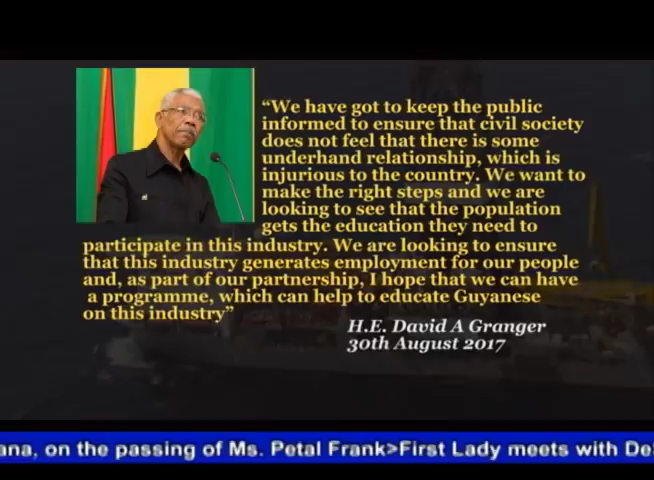 “We have got to keep the public
informed to ensure that civil society
does not feel that there is some
underhand relationship, which is
injurious to the country. We want to
make the right steps and we are
looking to see that the population
gets the education they need to
participate in this industry. We are looking to ensure
that this industry generates employment for our people
and, as part of our partnership, I hope that we can have
a programme, which can help to educate Guyanese
on this industry”
H.E. David A Granger
30th August 2017
ana, on the passing of Ms. Petal Frank>First Lady meets with De